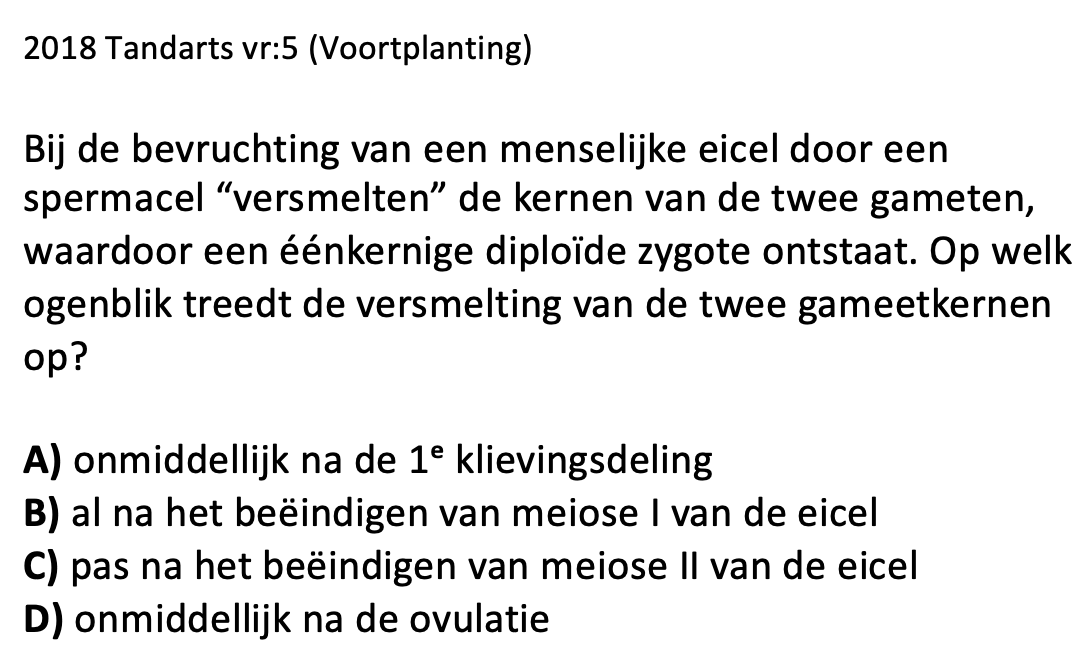 2018 Tandarts vr:5 (Voortplanting)
Bij de bevruchting van een menselijke eicel door een
spermacel “versmelten” de kernen van de twee gameten,
waardoor een éénkernige diploïde zygote ontstaat. Op welk
ogenblik treedt de versmelting van de twee gameetkernen
op?
A) onmiddellijk na de 1ᵉ klievingsdeling
B) al na het beëindigen van meiose I van de eicel
C) pas na het beëindigen van meiose II van de eicel
D) onmiddellijk na de ovulatie